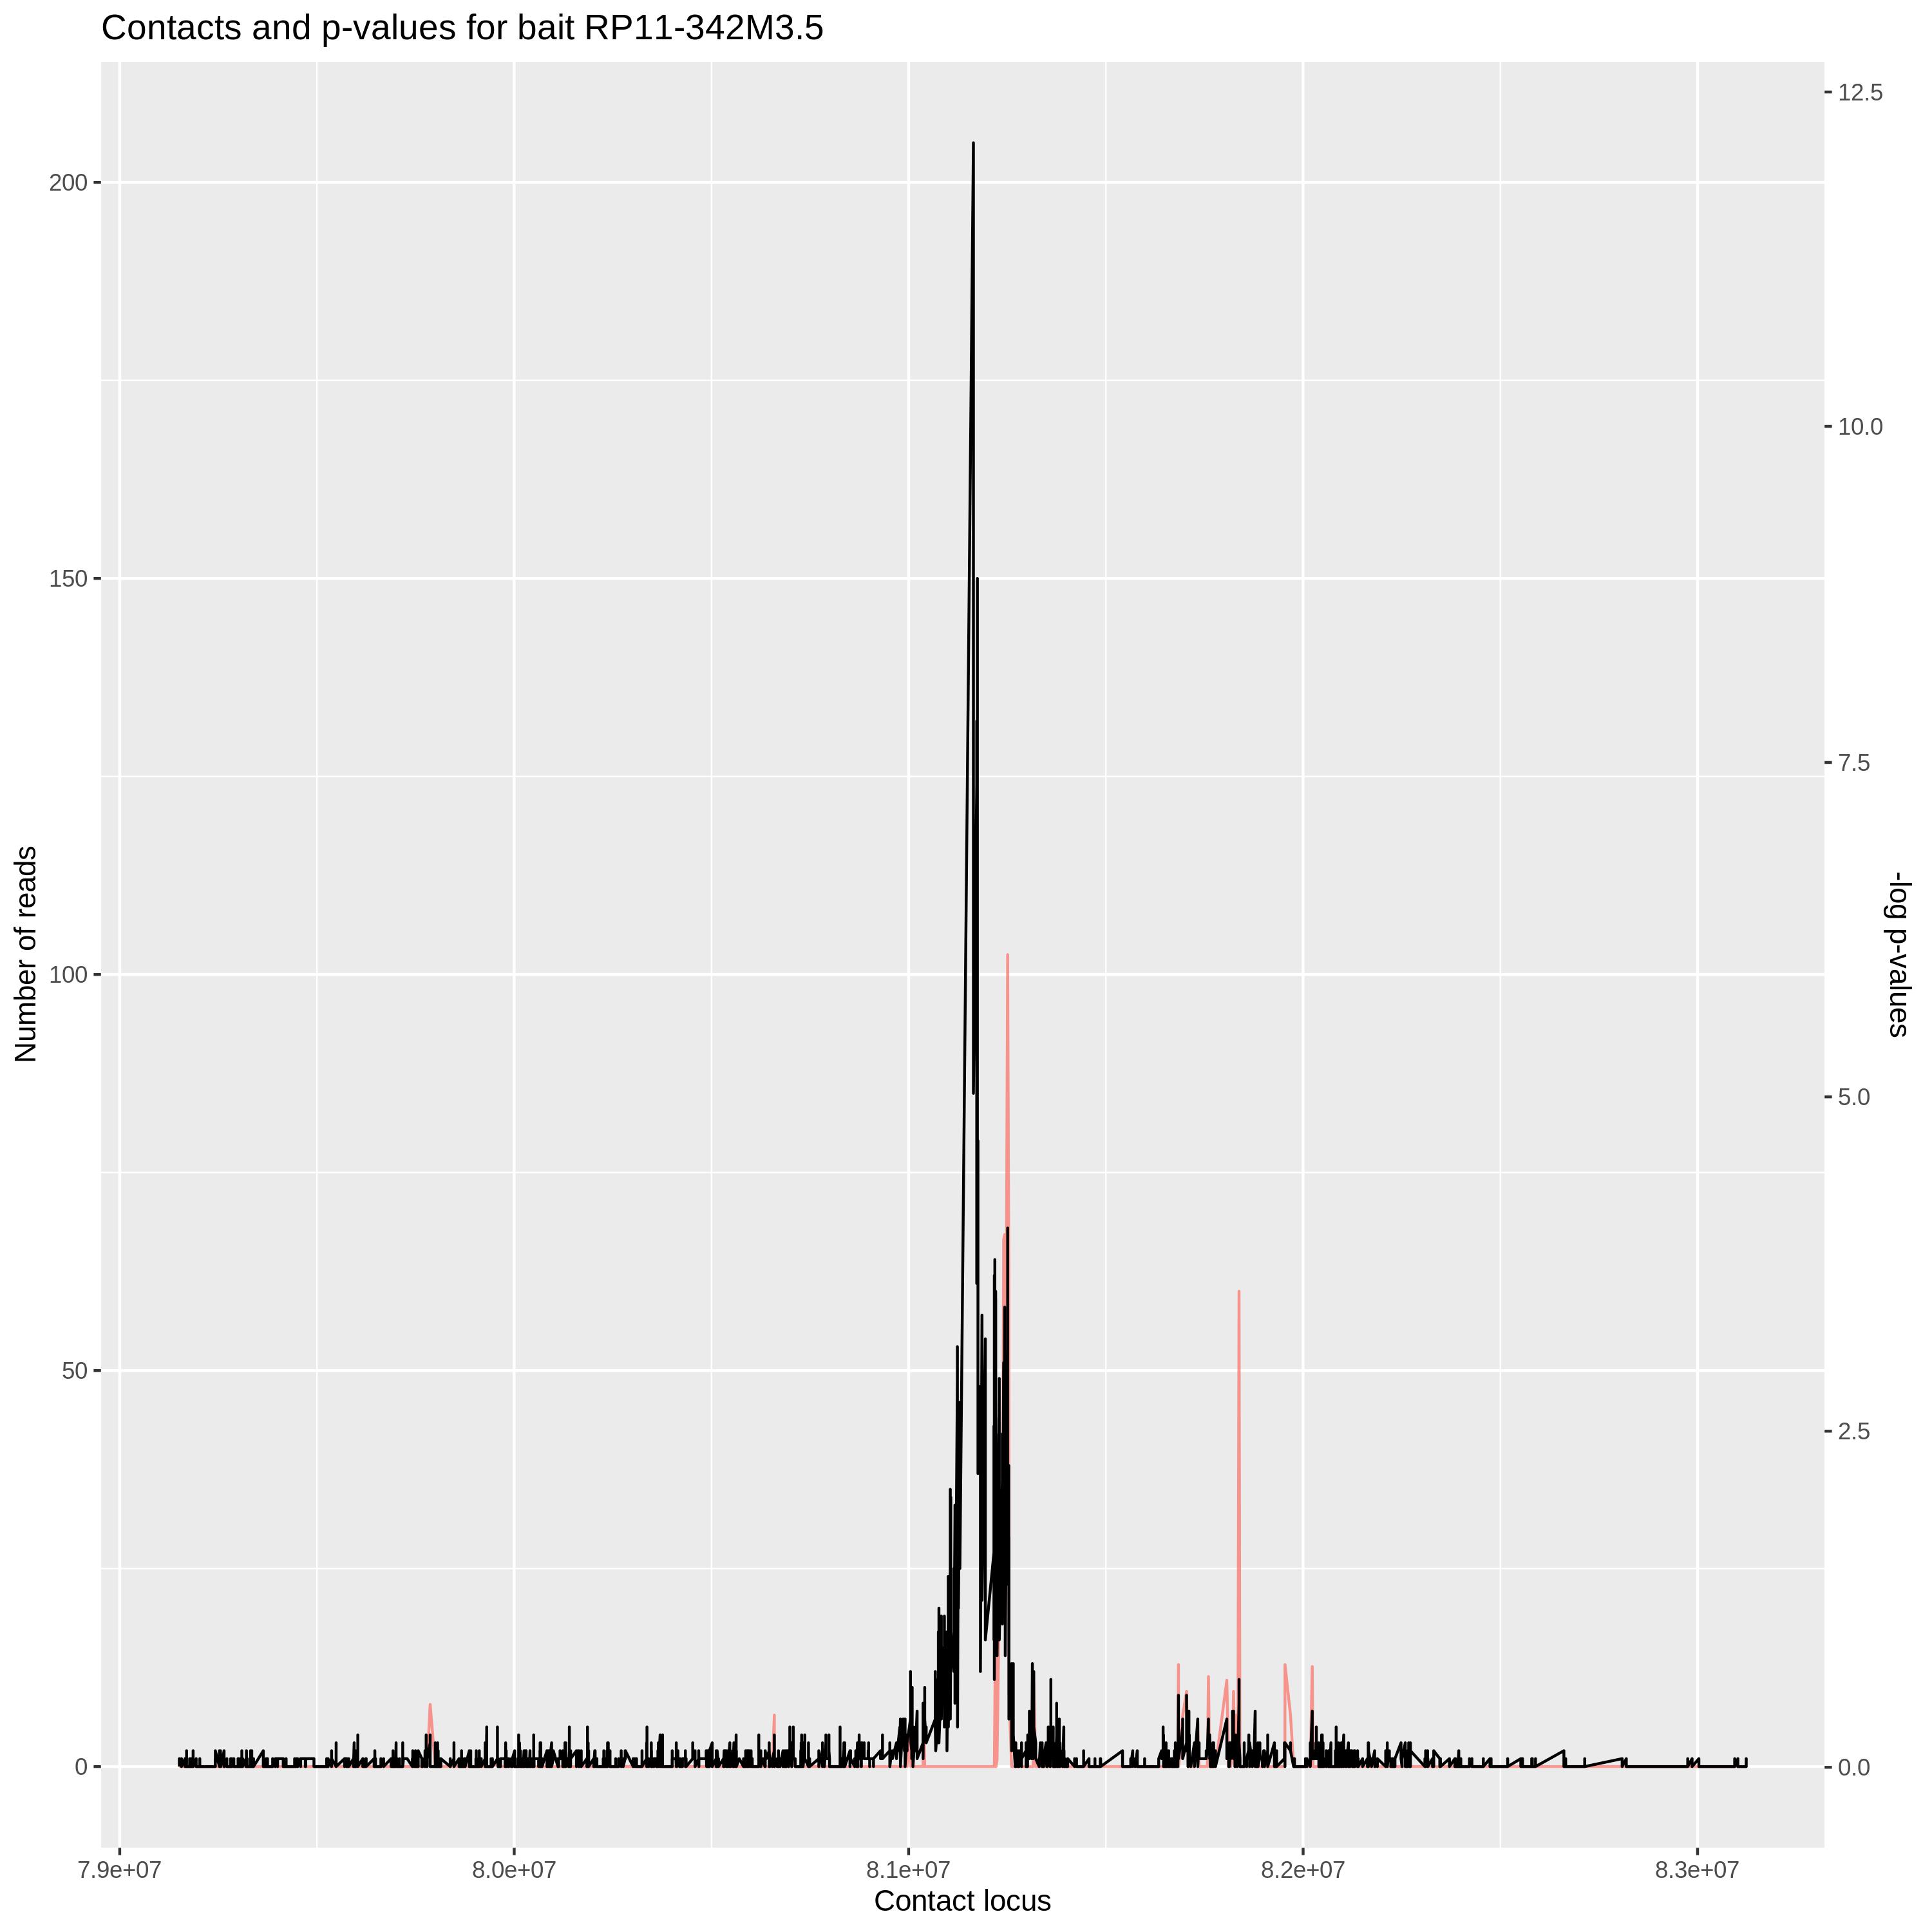 Contacts and p-values for bait RP11-342M3.5
200
150
100
50
0
Number of reads
12.5
10.0
7.5
5.0
2.5
0.0
-log p-values
7.9e+07 8.0e+07 8.1e+07 8.2e+07 8.3e+07
Contact locus